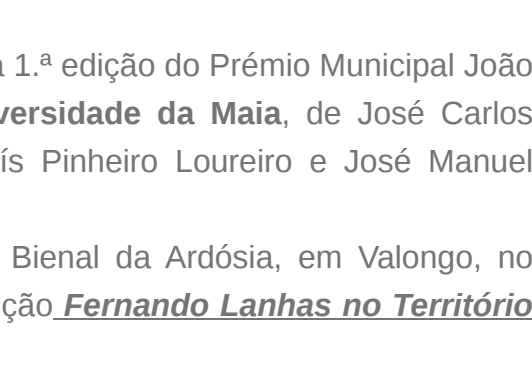 1.ª edição do Prémio Municipal João
versidade da Maia, de José Carlos
ís Pinheiro Loureiro e José Manuel
Bienal da Ardósia, em Valongo, no
ção Fernando Lanhas no Território